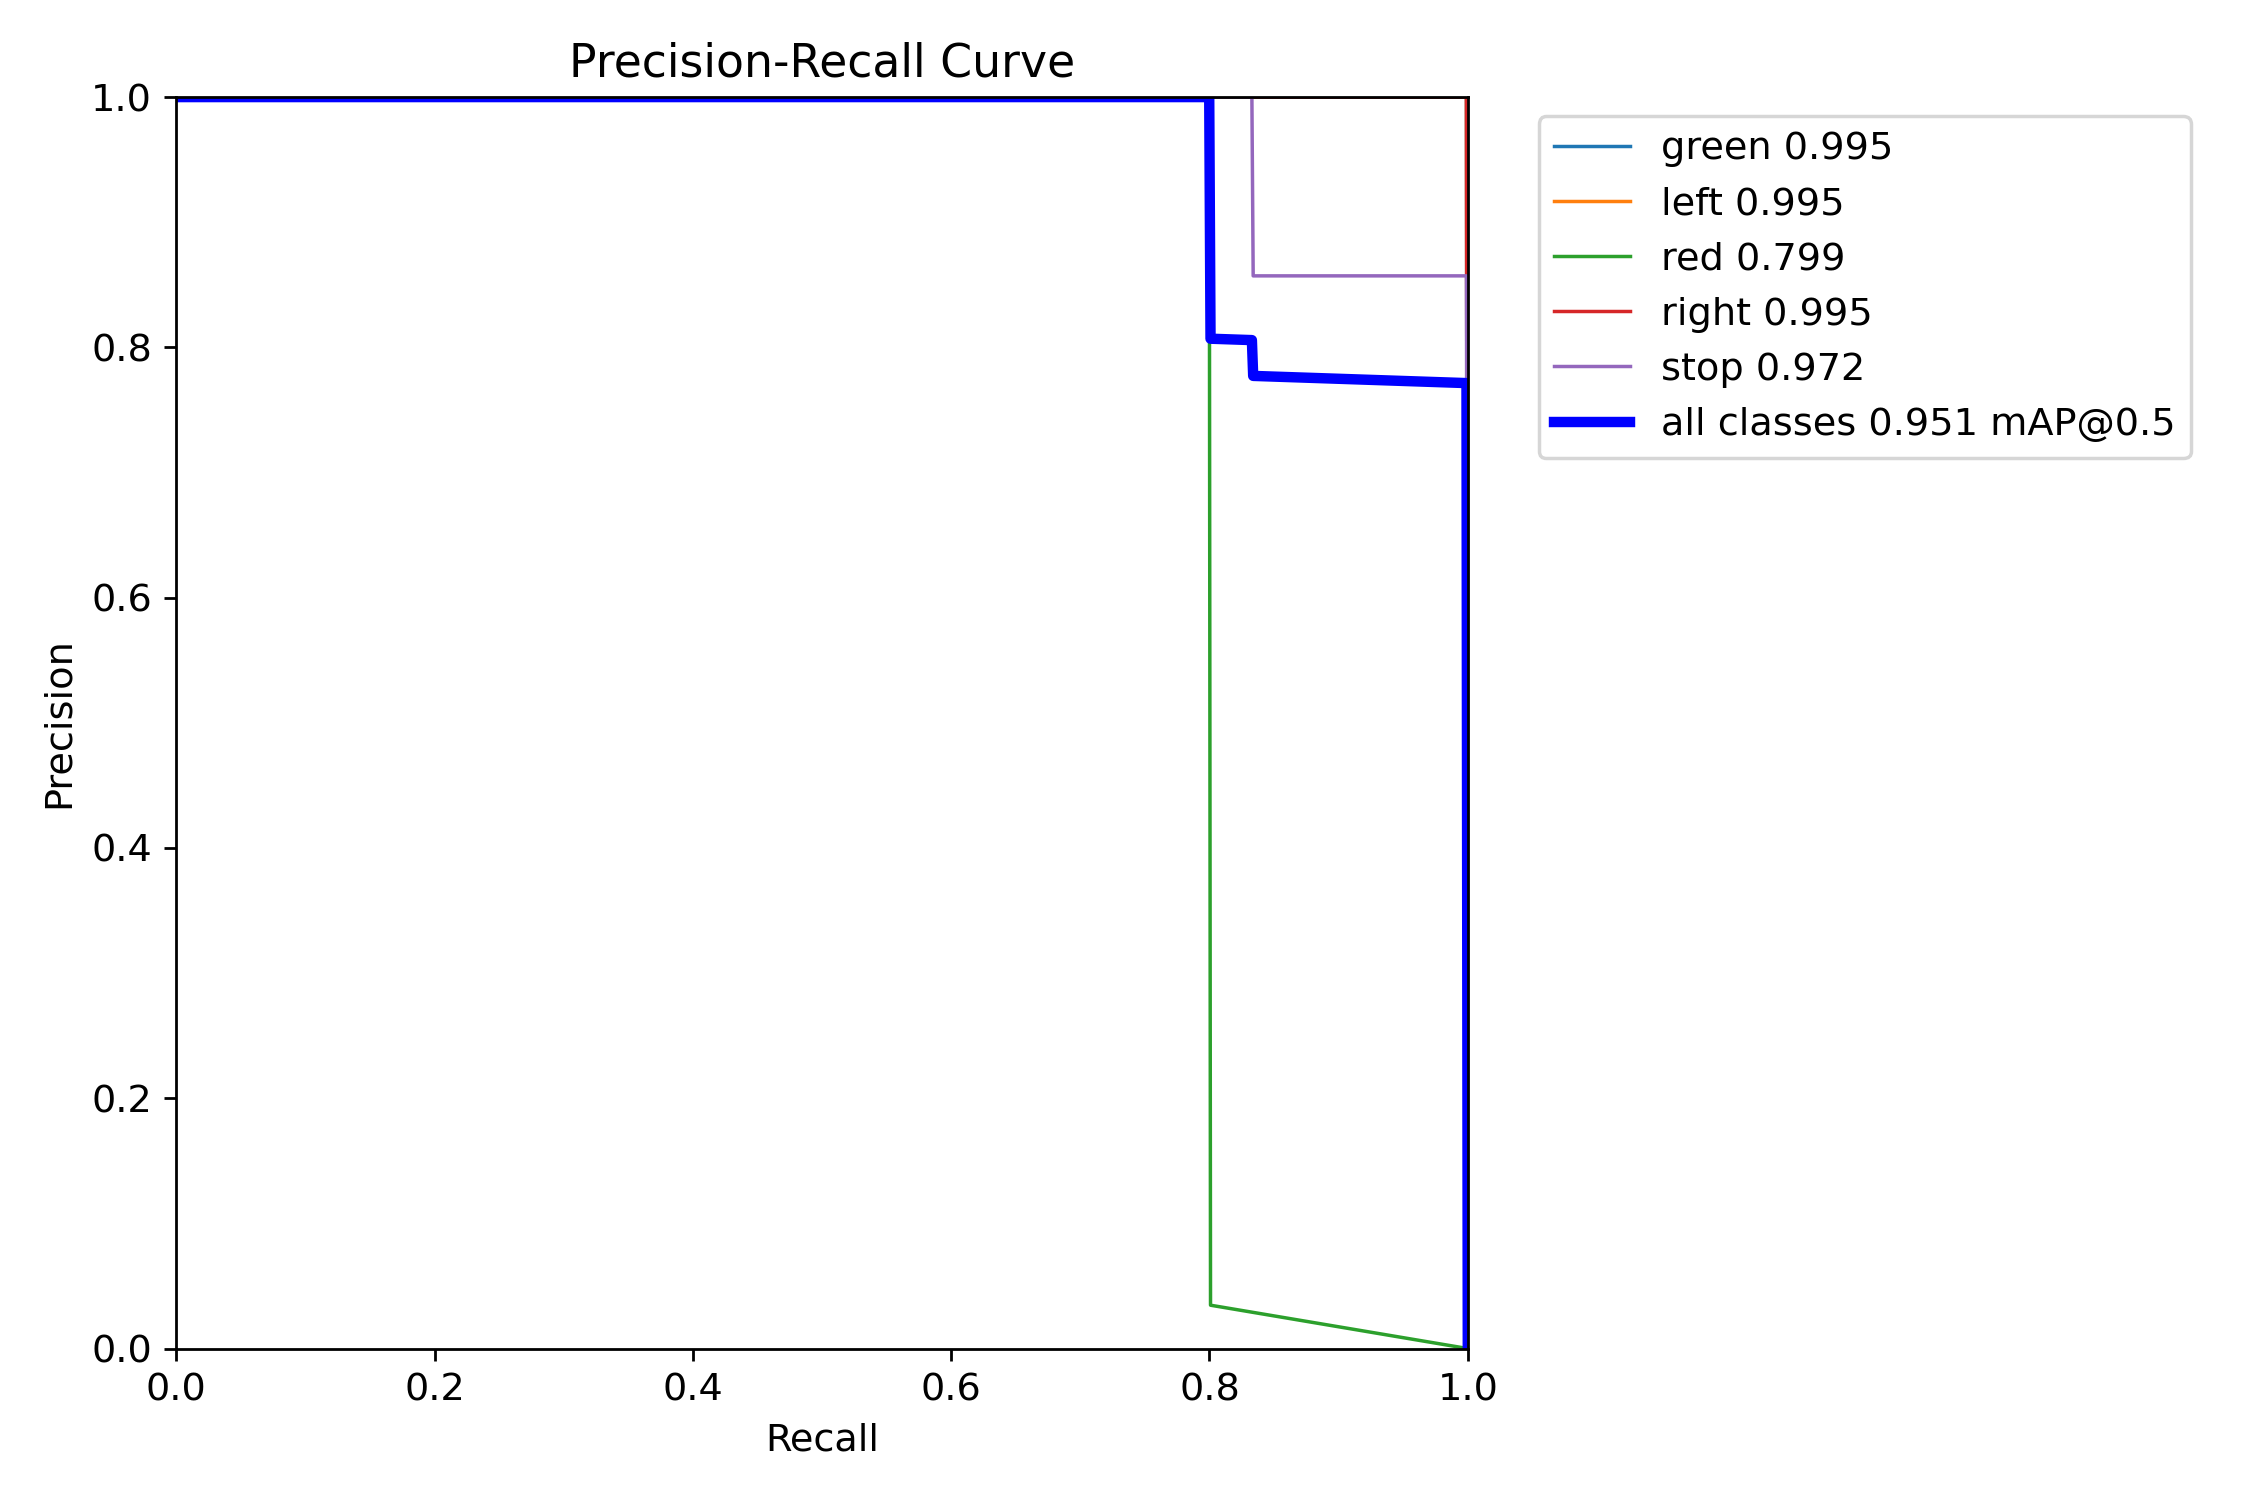 Precision-Recall Curve
1.0
0.8
0.6
0.4
0.2
0.0
Precision
0.0 0.2 0.4 0.6 0.8 1.0
Recall
green 0.995
left 0.995
red 0.799
right 0.995
stop 0.972
all classes 0.951 mAP@0.5